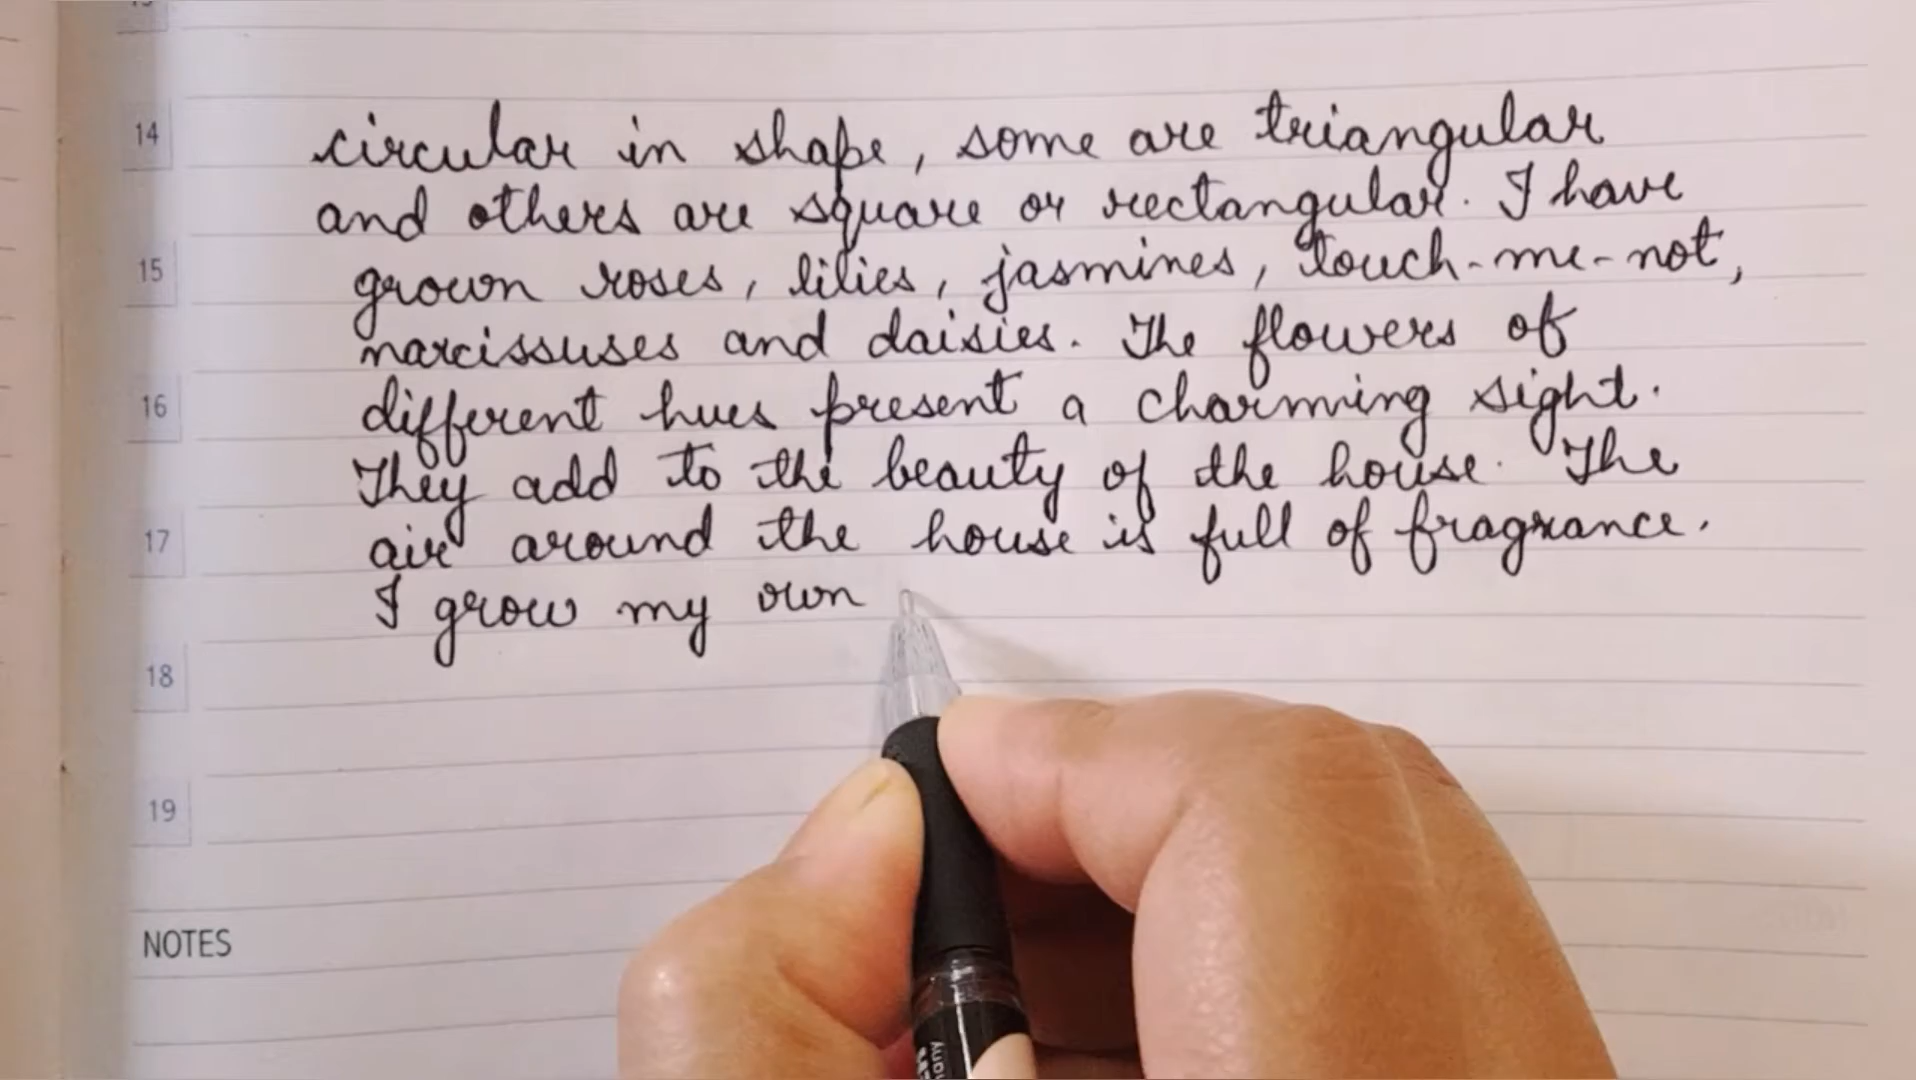 14
circular in shape, some are triangular
and others are square or rectangular. I have
15
grown roses, lilies, jasmines, touch-me-not,
narcissuses and daisies. The flowers of
16
different hues present a charming sight.
They add to the beauty of the house. The
17
air around the house is full of fragrance.
I grow my own
18
19
NOTES